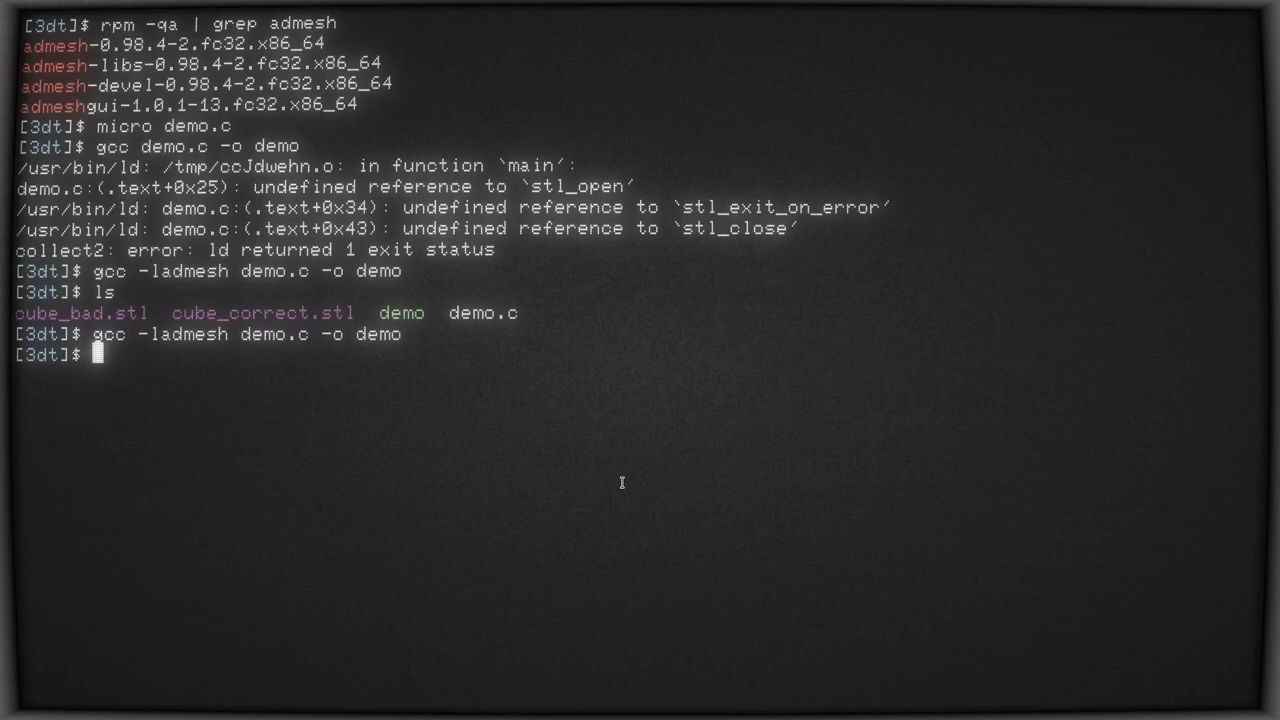 [3dt]$ rpm -qa | grep admesh
admesh-0.98.4-2.fc32.x86_64
admesh-libs-0.98.4-2.fc32.x86_64
admesh-devel-0.98.4-2.fc32.x86_64
admeshgui-1.0.1-13.fc32.x86_64
[3dt]$ micro demo.c
[3dt]$ gcc demo.c -o demo
/usr/bin/ld: /tmp/ccJdwehn.o: in function `main':
demo.c:(.text+0x25): undefined reference to `stl_open'
/usr/bin/ld: demo.c:(.text+0x34): undefined reference to `stl_exit_on_error'
/usr/bin/ld: demo.c:(.text+0x43): undefined reference to `stl_close'
collect2: error: ld returned 1 exit status
[3dt]$ gcc -ladmesh demo.c -o demo
[3dt]$ ls
cube_bad.stl  cube_correct.stl  demo  demo.c
[3dt]$ gcc -ladmesh demo.c -o demo
[3dt]$